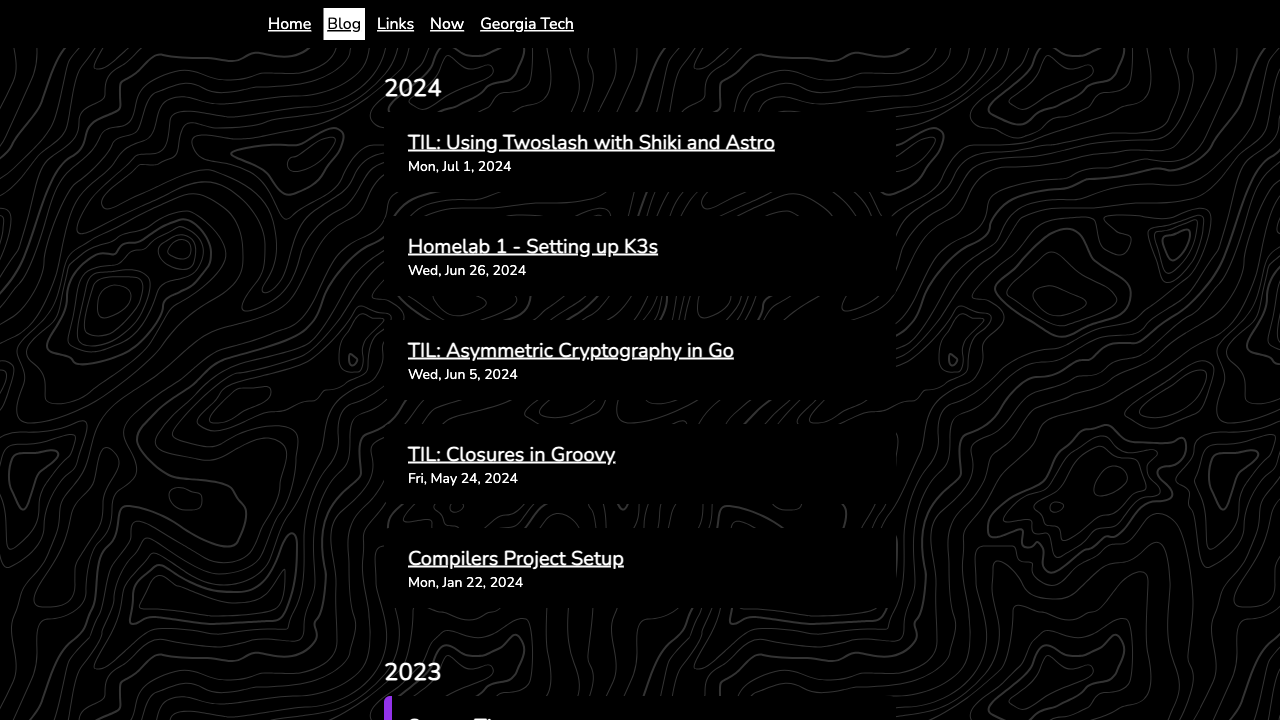 Home Blog Links Now Georgia Tech
2024
TIL: Using Twoslash with Shiki and Astro
Mon, Jul 1, 2024
Homelab 1 - Setting up K3s
Wed, Jun 26, 2024
TIL: Asymmetric Cryptography in Go
Wed, Jun 5, 2024
TIL: Closures in Groovy
Fri, May 24, 2024
Compilers Project Setup
Mon, Jan 22, 2024
2023